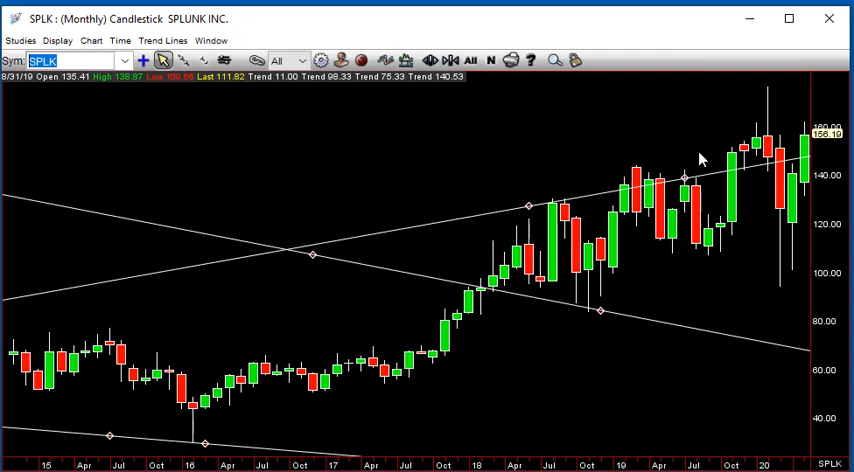 SPLK : (Monthly) Candlestick SPLUNK INC.
Studies Display Chart Time Trend Lines Window
Sym: SPLK All All N ?
8/31/19 Open 135.41 High 138.87 Low 109.66 Last 111.82 Trend 11.00 Trend 98.33 Trend 75.33 Trend 140.53
160.00
156.19
140.00
120.00
100.00
80.00
60.00
40.00
15 Apr Jul Oct 16 Apr Jul Oct 17 Apr Jul Oct 18 Apr Jul Oct 19 Apr Jul Oct 20 SPLK